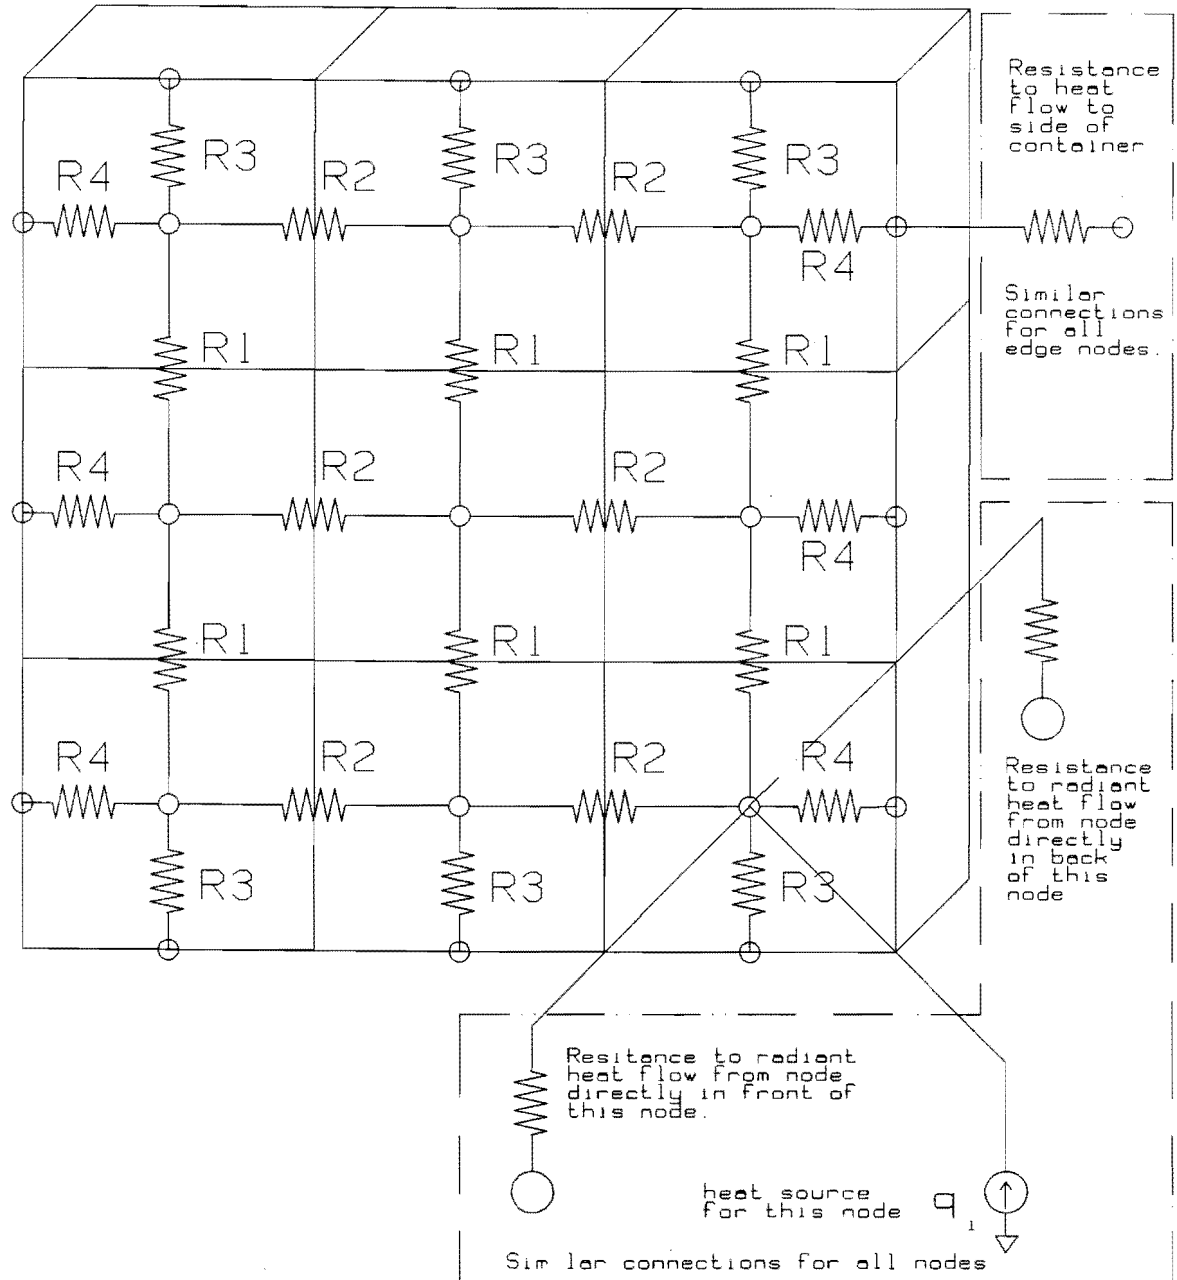 Resistance
to heat
flow to
side of
container
R3
R3
R3
R4
R2
R2
R4
Similar
connections
for all
edge nodes.
R1
R1
R1
R4
R2
R2
R4
R1
R1
R1
R4
R2
R2
R4
Resistance
to radiant
heat flow
from node
directly
in back
of this
node
R3
R3
R3
Resitance to radiant
heat flow from node
directly in front of
this node.
heat source
for this node q1
Sim lar connections for all nodes